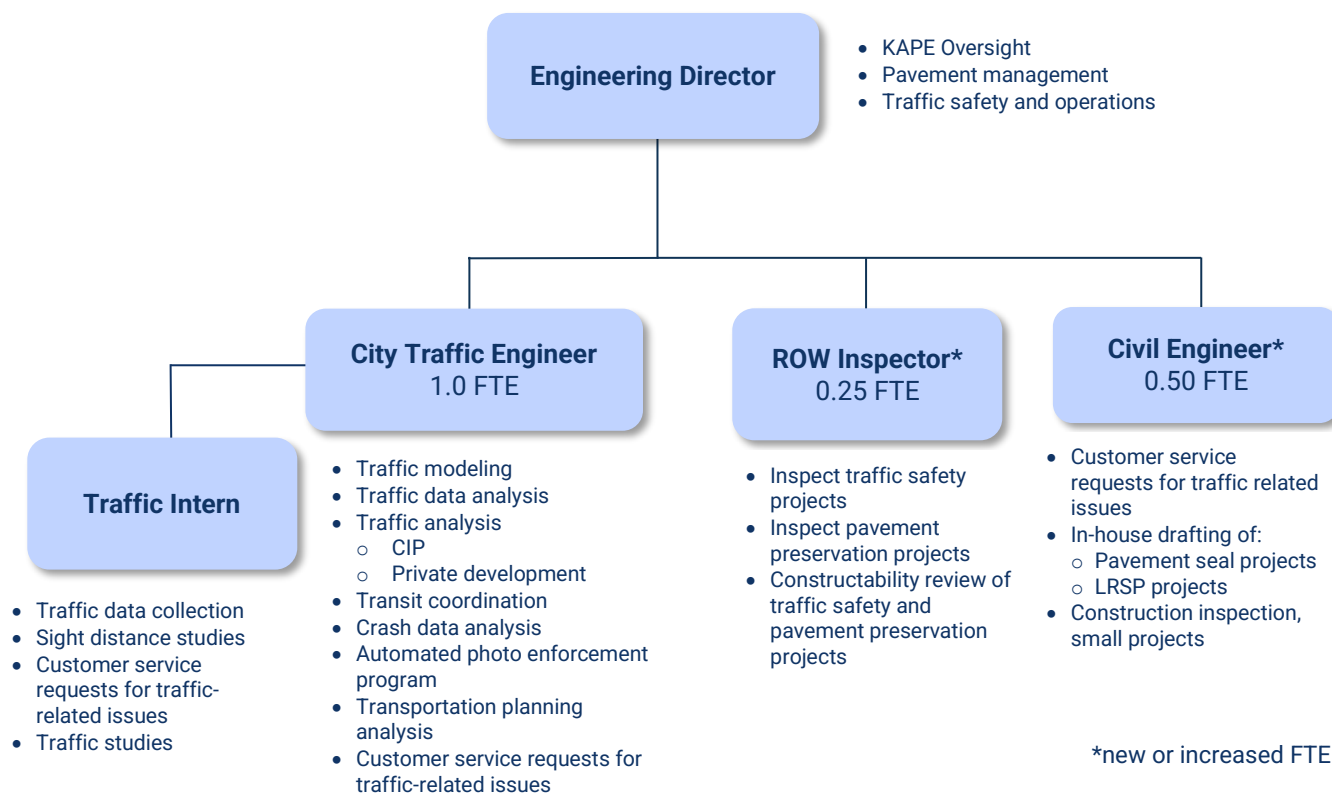 Engineering Director
• KAPE Oversight
• Pavement management
• Traffic safety and operations
City Traffic Engineer
1.0 FTE
ROW Inspector*
0.25 FTE
Civil Engineer*
0.50 FTE
Traffic Intern
• Traffic data collection
• Sight distance studies
• Customer service
requests for traffic-
related issues
• Traffic studies
• Traffic modeling
• Traffic data analysis
• Traffic analysis
o CIP
o Private development
• Transit coordination
• Crash data analysis
• Automated photo enforcement
program
• Transportation planning
analysis
• Customer service requests for
traffic-related issues
• Inspect traffic safety
projects
• Inspect pavement
preservation projects
• Constructability review of
traffic safety and
pavement preservation
projects
• Customer service
requests for traffic related
issues
• In-house drafting of:
o Pavement seal projects
o LRSP projects
• Construction inspection,
small projects
*new or increased FTE